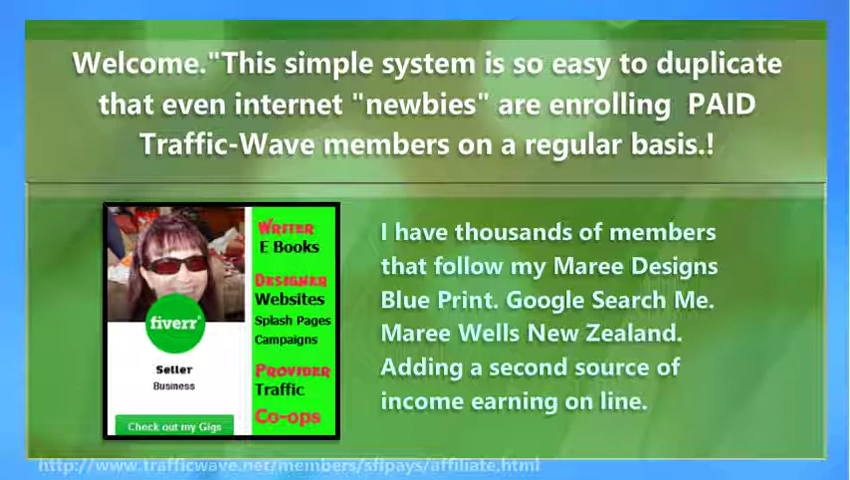 Welcome."This simple system is so easy to duplicate
that even internet "newbies" are enrolling PAID
Traffic-Wave members on a regular basis.!
WRITER
E Books
DESIGNER
Websites
Splash Pages
Campaigns
PROVIDER
Traffic
Co-ops
fiverr
Seller
Business
Check out my Gigs
I have thousands of members
that follow my Maree Designs
Blue Print. Google Search Me.
Maree Wells New Zealand.
Adding a second source of
income earning on line.
http://www.trafficwave.net/members/sflpays/affiliate.html